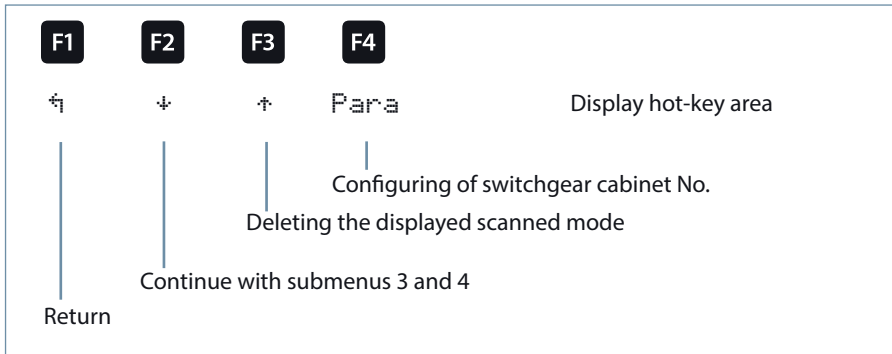 F1 F2 F3 F4
↰ ↓ ↑ Para Display hot-key area
Configuring of switchgear cabinet No.
Deleting the displayed scanned mode
Continue with submenus 3 and 4
Return